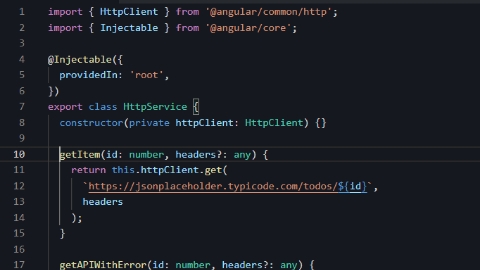 1 import { HttpClient } from '@angular/common/http';
2 import { Injectable } from '@angular/core';
3
4 @Injectable({
5   providedIn: 'root',
6 })
7 export class HttpService {
8   constructor(private httpClient: HttpClient) {}
9
10   getItem(id: number, headers?: any) {
11     return this.httpClient.get(
12       `https://jsonplaceholder.typicode.com/todos/${id}`,
13       headers
14     );
15   }
16
17   getAPIWithError(id: number, headers?: any) {